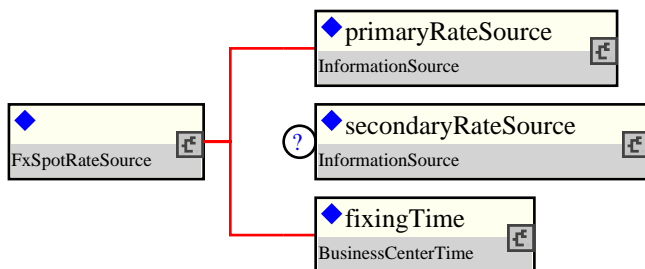 primaryRateSource
InformationSource
FxSpotRateSource
?
secondaryRateSource
InformationSource
fixingTime
BusinessCenterTime